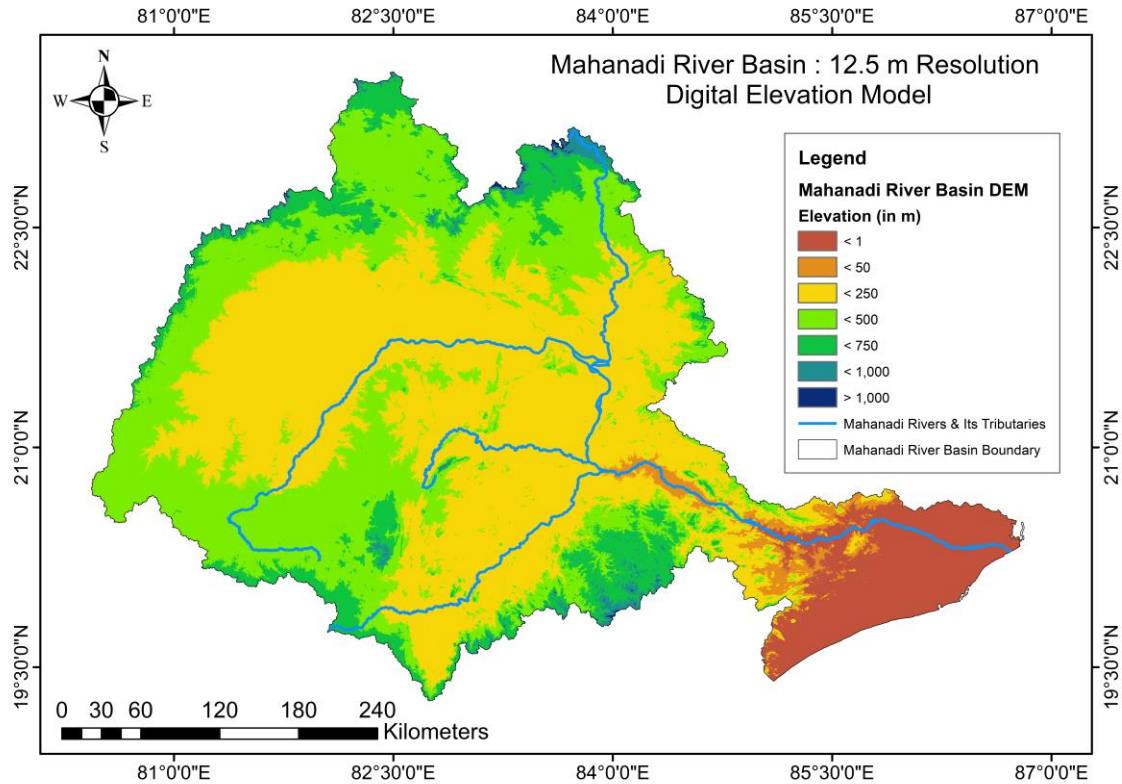 81°0'0"E 82°30'0"E 84°0'0"E 85°30'0"E 87°0'0"E
Mahanadi River Basin : 12.5 m Resolution
Digital Elevation Model
N
W E
S
Legend
Mahanadi River Basin DEM
Elevation (in m)
< 1
< 50
< 250
< 500
< 750
< 1,000
> 1,000
Mahanadi Rivers & Its Tributaries
Mahanadi River Basin Boundary
22°30'0"N 22°30'0"N
21°0'0"N 21°0'0"N
19°30'0"N 19°30'0"N
0 30 60 120 180 240
Kilometers
81°0'0"E 82°30'0"E 84°0'0"E 85°30'0"E 87°0'0"E